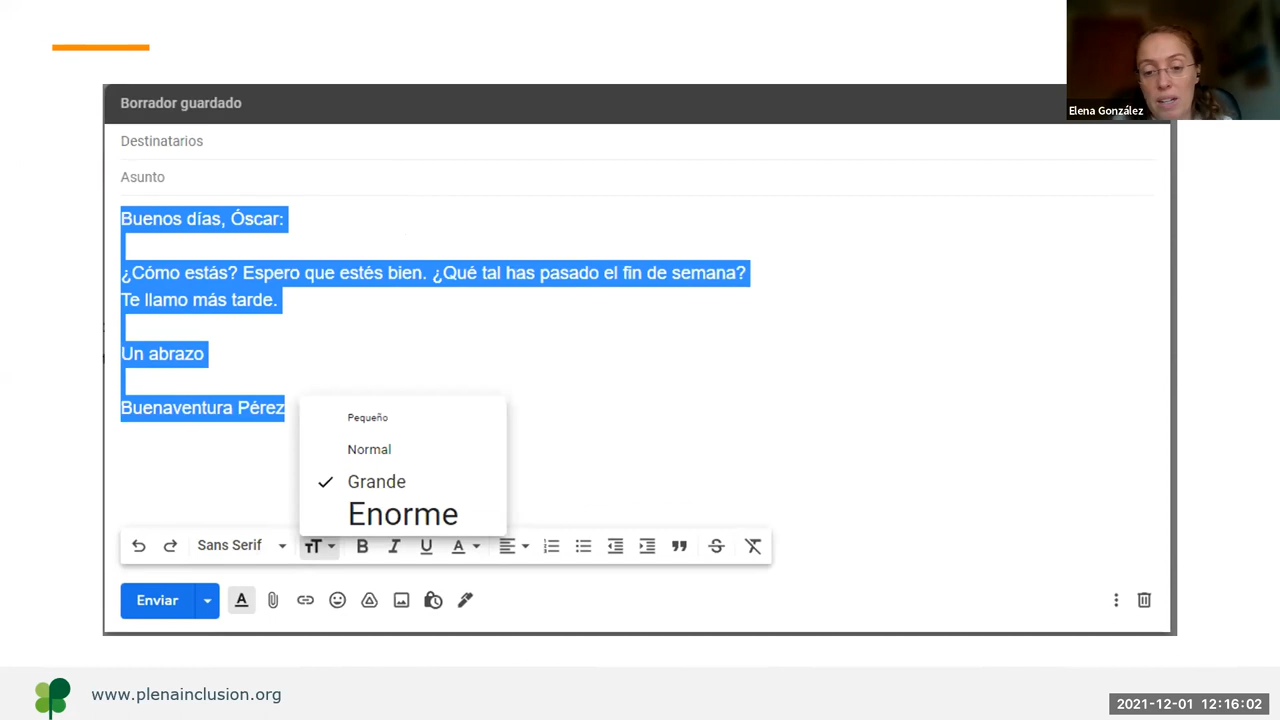 Borrador guardado
Elena González
Destinatarios
Asunto
Buenos días, Óscar:
¿Cómo estás? Espero que estés bien. ¿Qué tal has pasado el fin de semana?
Te llamo más tarde.
Un abrazo
Buenaventura Pérez
Pequeño
Normal
Grande
Enorme
Sans Serif
Enviar
www.plenainclusion.org
2021-12-01 12:16:02